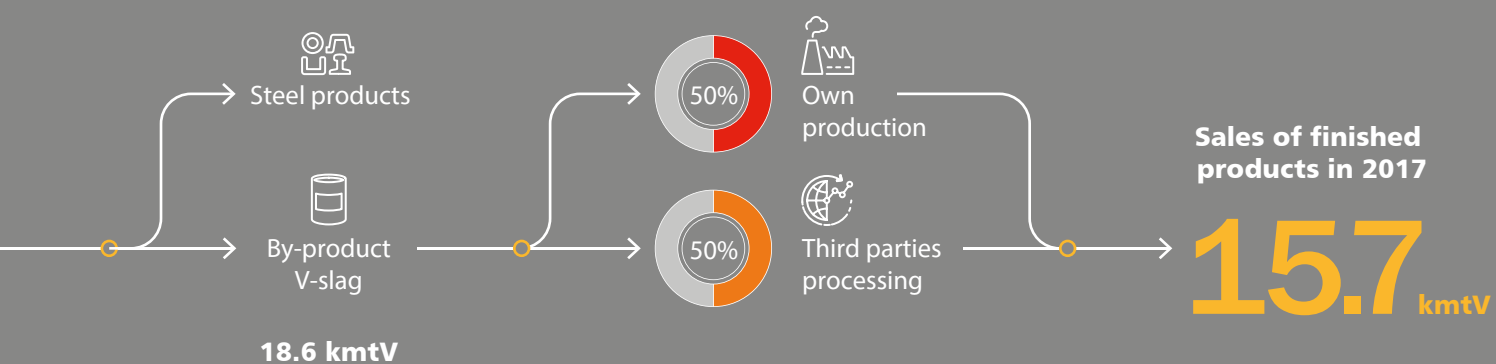 Steel products
By-product
V-slag
18.6 kmtV
50%
Own
production
50%
Third parties
processing
Sales of finished
products in 2017
15.7 kmtV